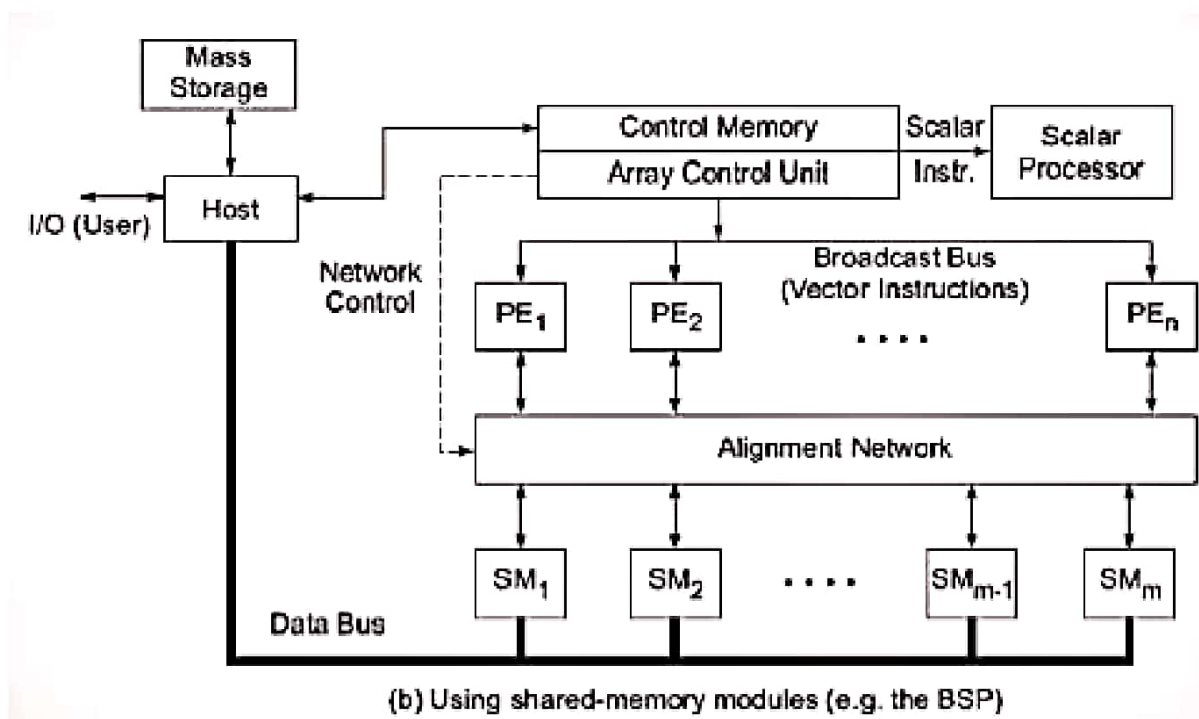 Mass
Storage
Control Memory
Scalar
Scalar
Processor
Array Control Unit
Instr.
Host
I/O (User)
Network
Control
Broadcast Bus
(Vector Instructions)
PE₁
PE₂
. . . .
PEₙ
Alignment Network
SM₁
SM₂
. . . .
SMₘ₋₁
SMₘ
Data Bus
(b) Using shared-memory modules (e.g. the BSP)